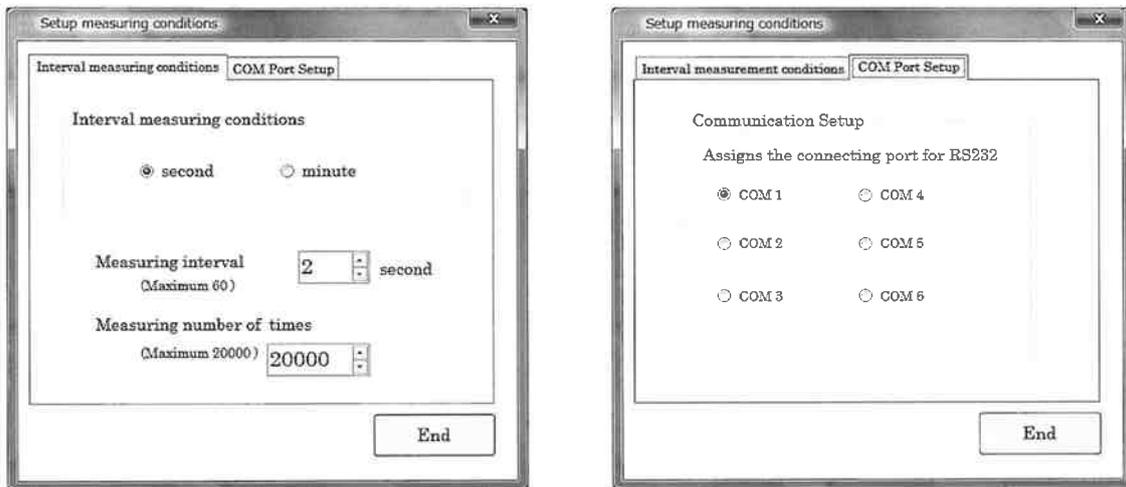 Setup measuring conditions
x
Interval measuring conditions COM Port Setup
Interval measuring conditions
second minute
Measuring interval 2 second
(Maximum 60)
Measuring number of times
(Maximum 20000) 20000
End
Setup measuring conditions
x
Interval measurement conditions COM Port Setup
Communication Setup
Assigns the connecting port for RS232
COM 1 COM 4
COM 2 COM 5
COM 3 COM 6
End